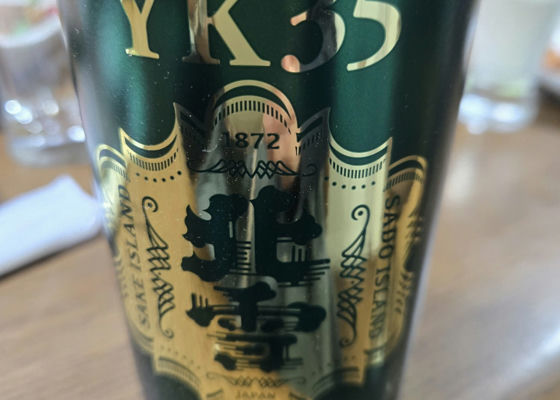 YK35
1872
SAKE ISLAND
北雪
SADO ISLAND
JAPAN